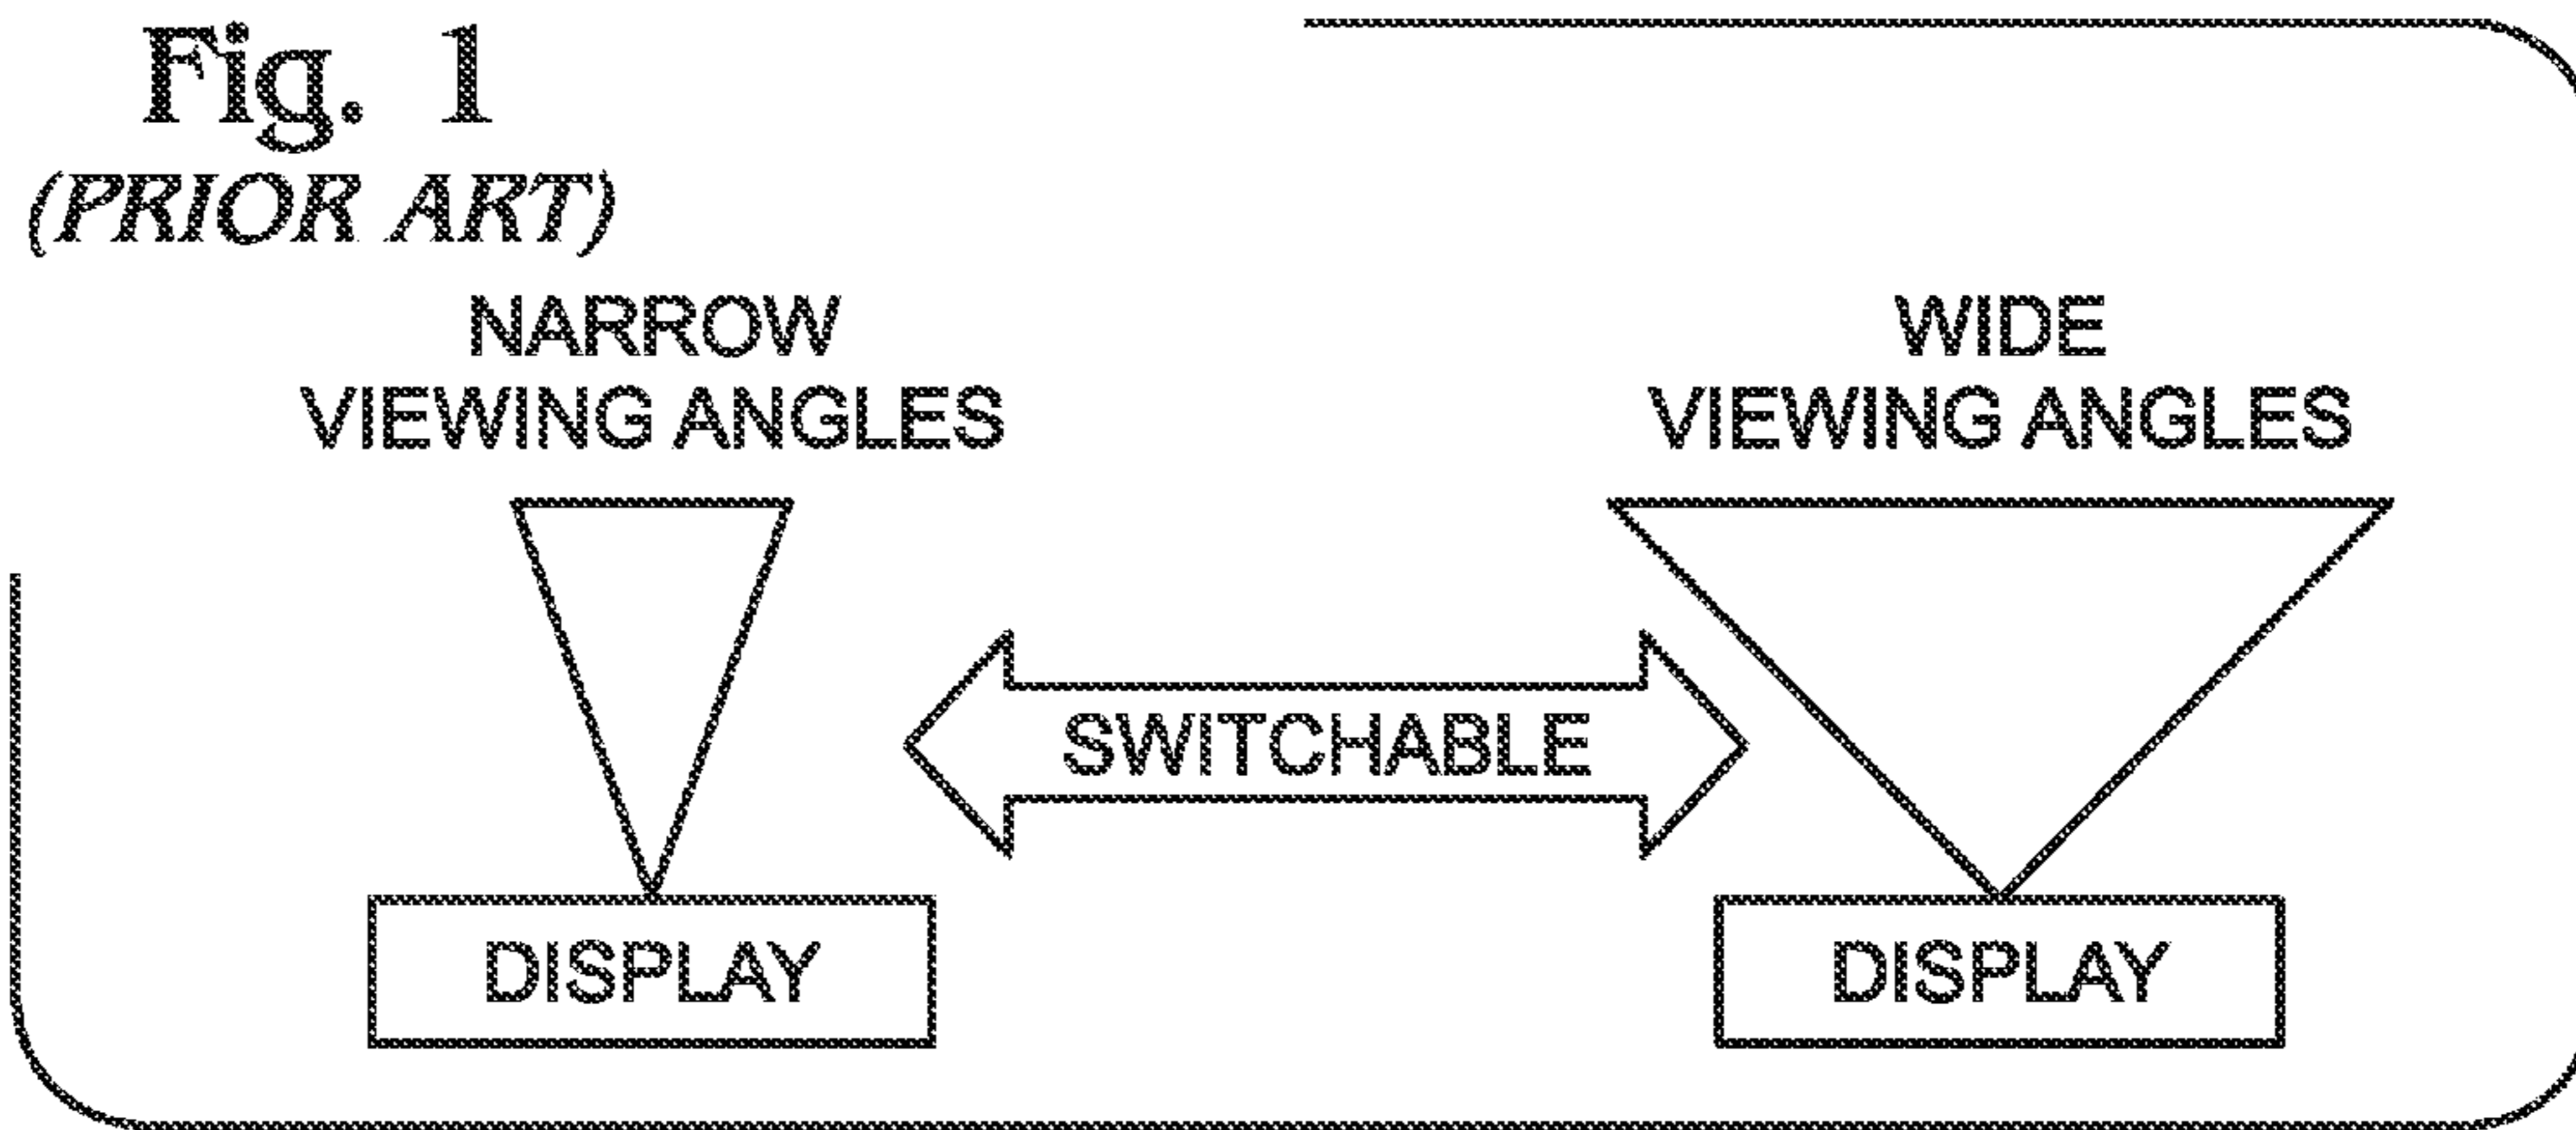 Fig. 1
(PRIOR ART)
NARROW
VIEWING ANGLES
WIDE
VIEWING ANGLES
SWITCHABLE
DISPLAY
DISPLAY